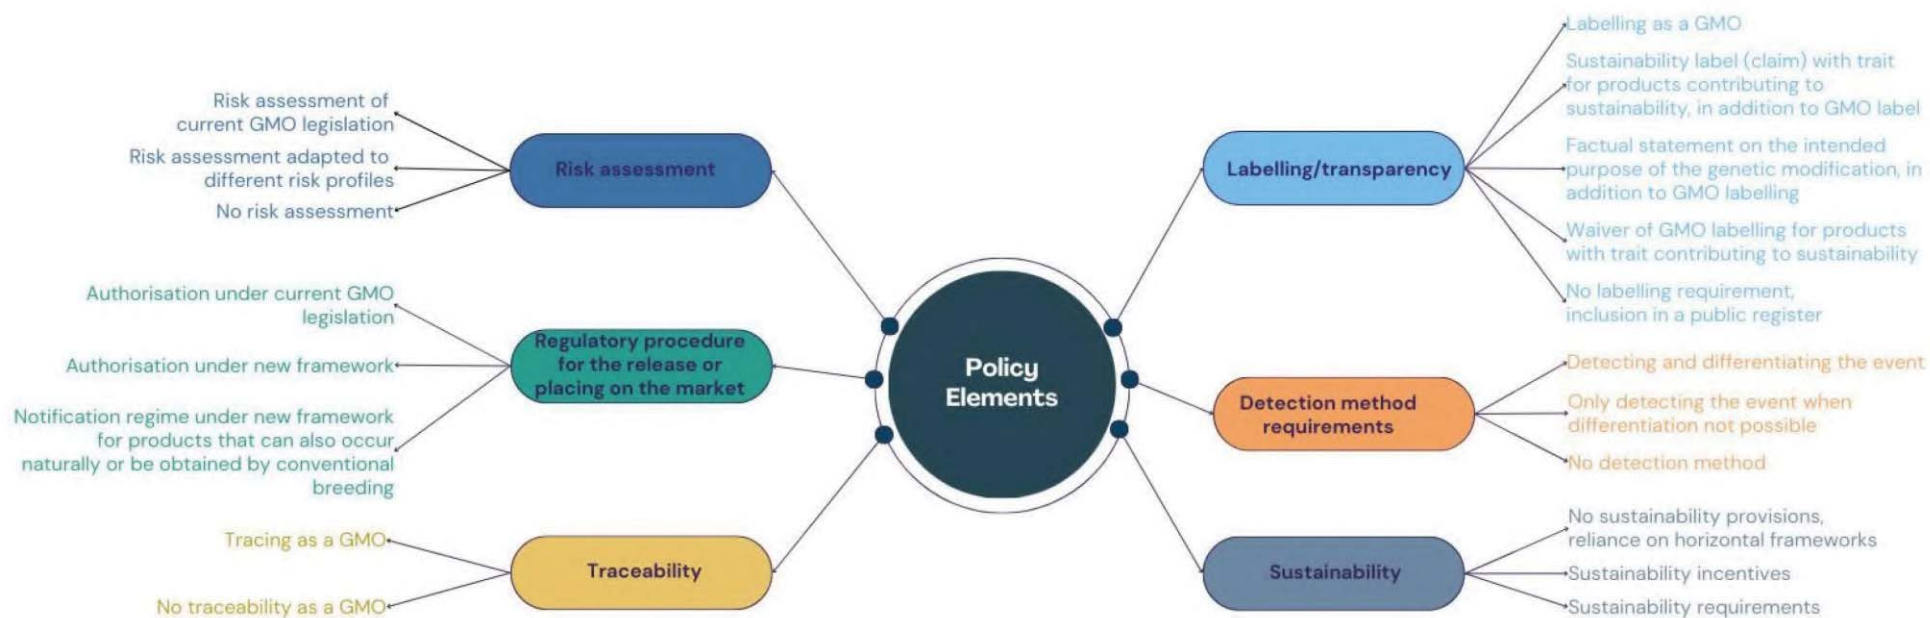 Risk assessment of
current GMO legislation
Risk assessment adapted to
different risk profiles
No risk assessment
Risk assessment
Authorisation under current GMO
legislation
Authorisation under new framework
Notification regime under new framework
for products that can also occur
naturally or be obtained by conventional
breeding
Regulatory procedure
for the release or
placing on the market
Tracing as a GMO
No traceability as a GMO
Traceability
Policy
Elements
Labelling/transparency
Labelling as a GMO
Sustainability label (claim) with trait
for products contributing to
sustainability, in addition to GMO label
Factual statement on the intended
purpose of the genetic modification, in
addition to GMO labelling
Waiver of GMO labelling for products
with trait contributing to sustainability
No labelling requirement,
inclusion in a public register
Detection method
requirements
Detecting and differentiating the event
Only detecting the event when
differentiation not possible
No detection method
Sustainability
No sustainability provisions,
reliance on horizontal frameworks
Sustainability incentives
Sustainability requirements